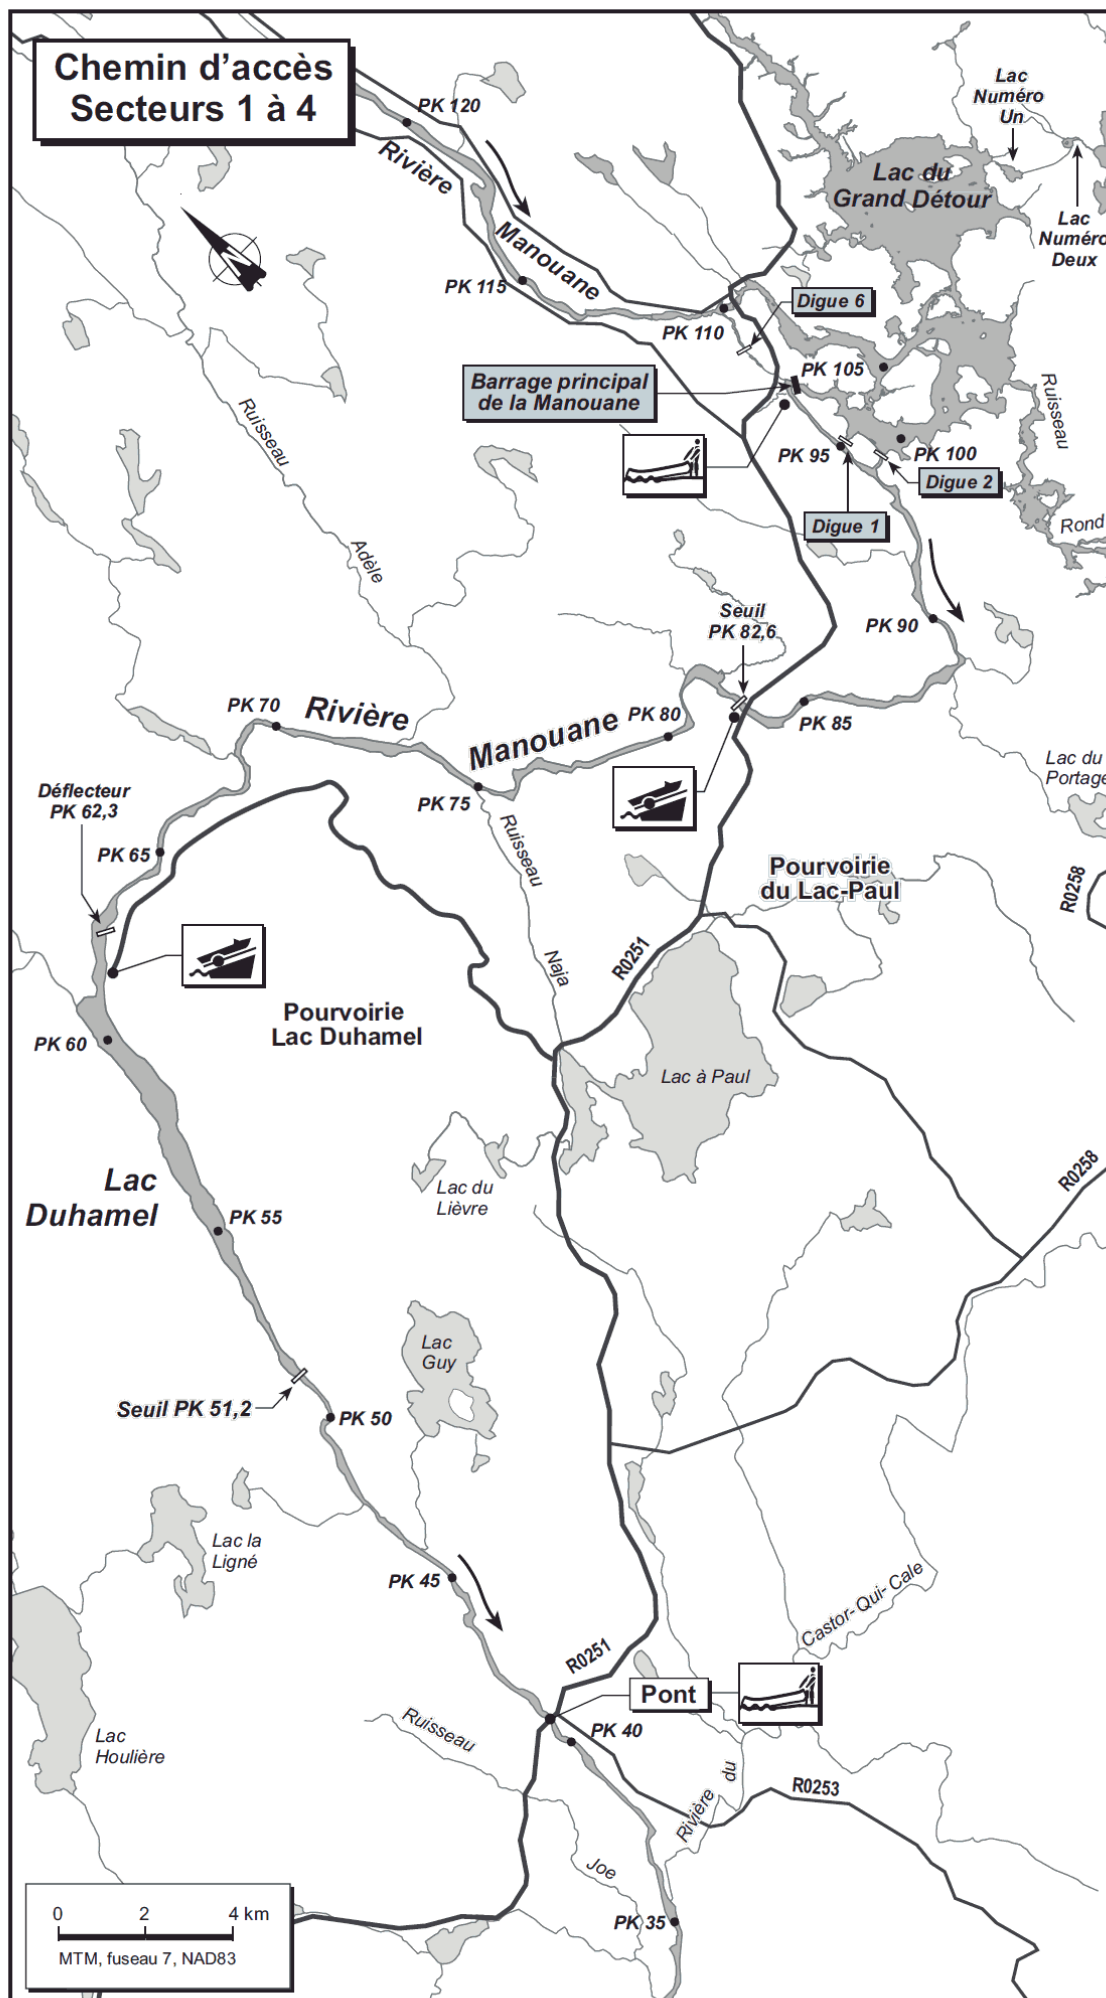 Chemin d'accès
Secteurs 1 à 4
PK 120
Rivière
Manouane
PK 115
PK 110
Lac
Numéro
Un
Lac du
Grand Détour
Lac
Numéro
Deux
N
Digue 6
PK 105
Barrage principal
de la Manouane
Ruisseau
PK 95
PK 100
Digue 2
Digue 1
Rond
Ruisseau
Adèle
Seuil
PK 82,6
PK 90
PK 70
Rivière
Manouane
PK 80
PK 85
PK 75
Déflecteur
PK 62,3
PK 65
Lac du
Portage
Ruisseau
Naja
Pourvoirie
du Lac-Paul
R0258
R0251
Pourvoirie
Lac Duhamel
PK 60
Lac à Paul
Lac
Duhamel
PK 55
Lac du
Lièvre
R0258
Lac
Guy
Seuil PK 51,2
PK 50
Lac la
Ligné
PK 45
Castor-Qui-Cale
R0251
Pont
Ruisseau
PK 40
Lac
Houlière
Rivière
du
R0253
Joe
PK 35
0 2 4 km
MTM, fuseau 7, NAD83